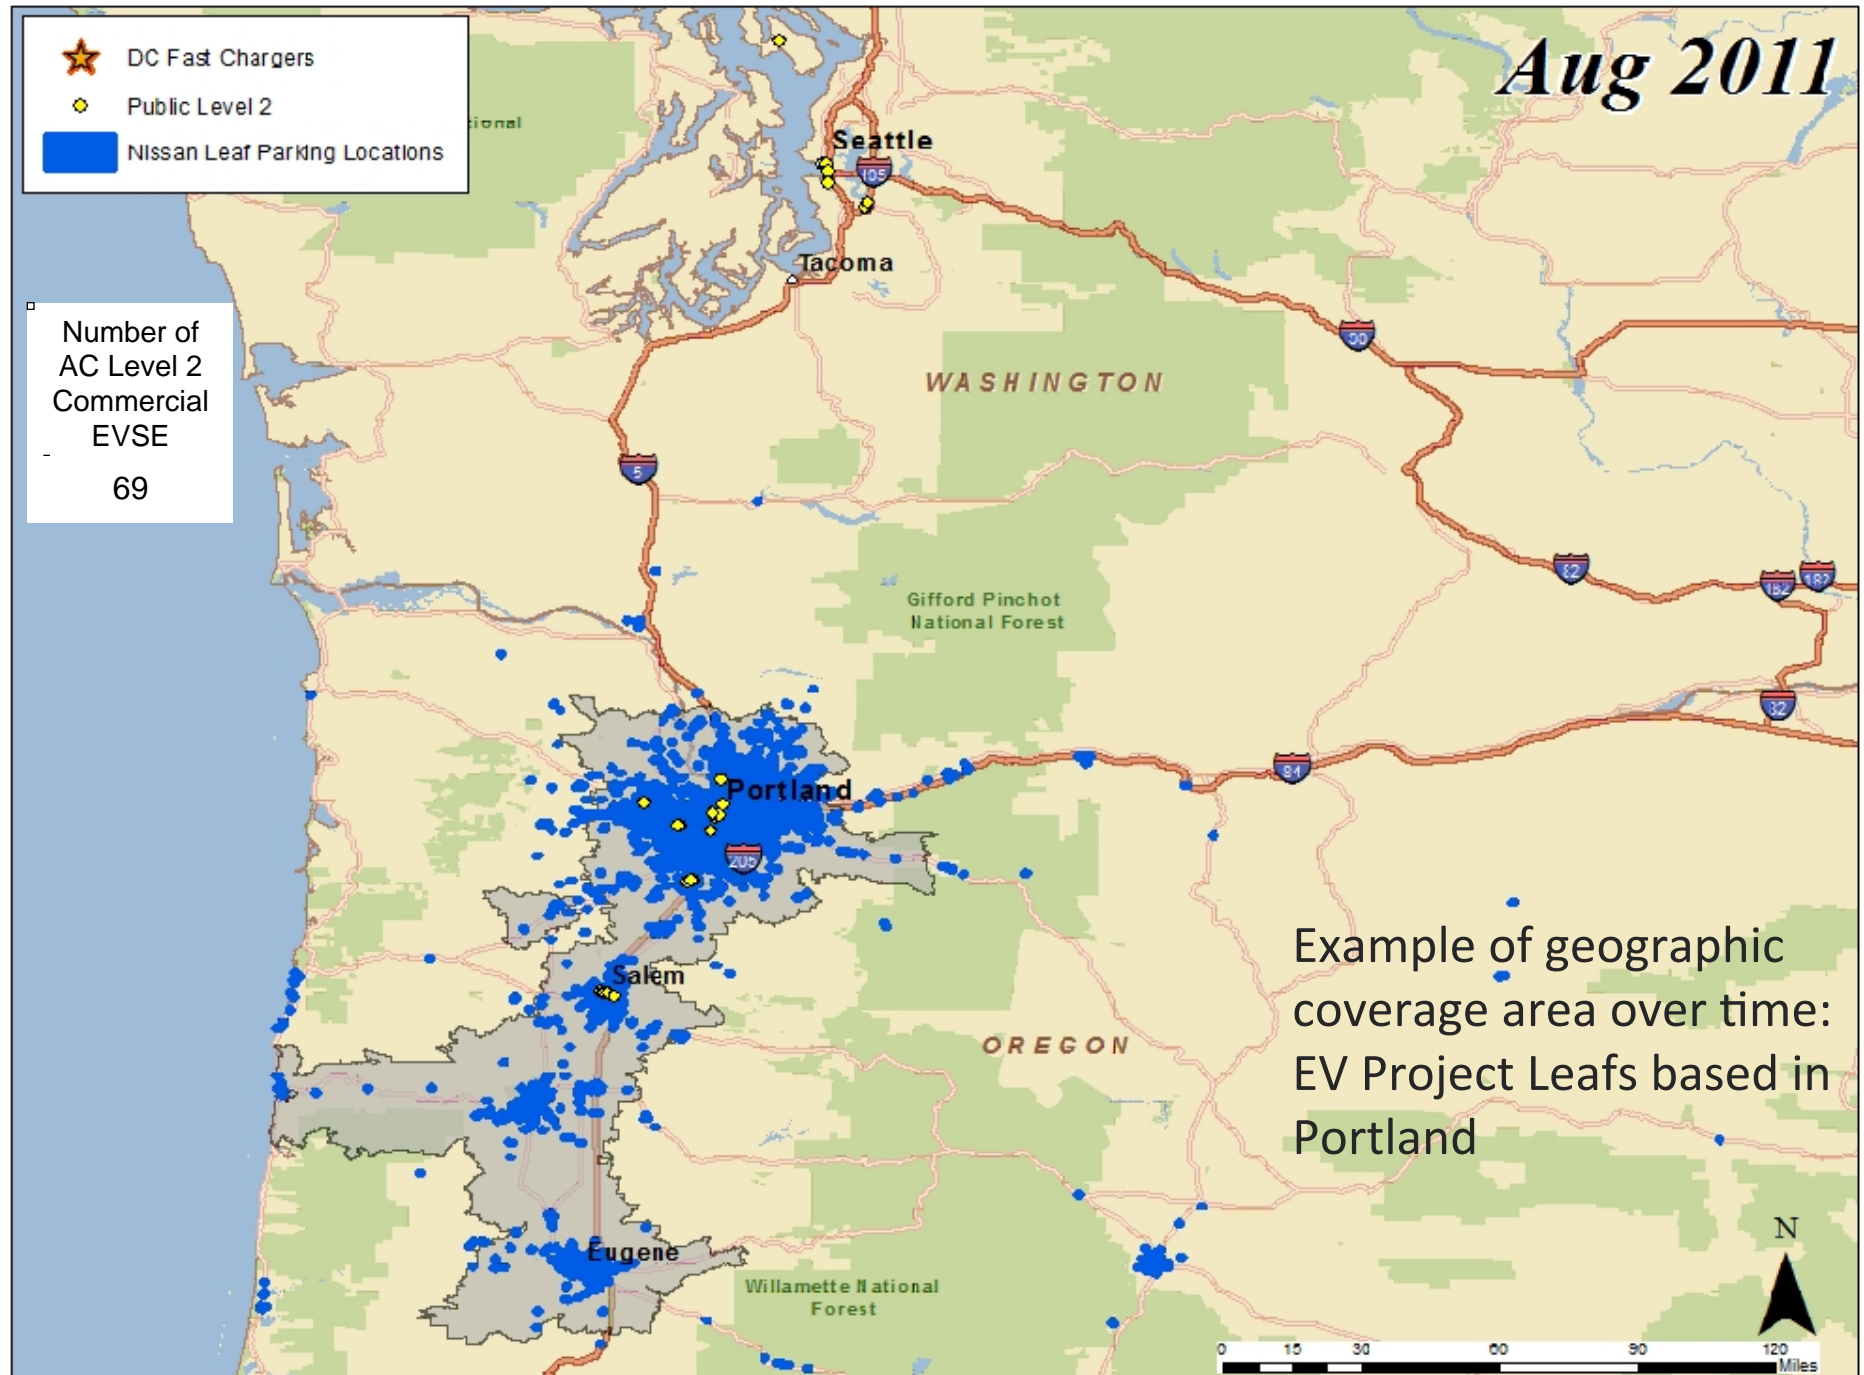 DC Fast Chargers
Public Level 2
Nissan Leaf Parking Locations
Aug 2011
Number of
AC Level 2
Commercial
EVSE
69
Seattle
Tacoma
WASHINGTON
90
5
82
182
182
82
Gifford Pinchot
National Forest
84
Portland
205
Salem
OREGON
Example of geographic
coverage area over time:
EV Project Leafs based in
Portland
Eugene
Willamette National
Forest
N
0 15 30 60 90 120
Miles